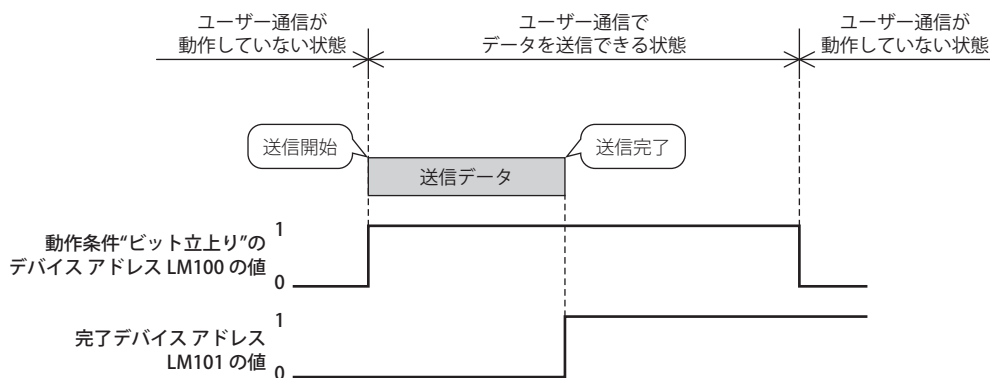 ユーザー通信が
動作していない状態
ユーザー通信で
データを送信できる状態
ユーザー通信が
動作していない状態
送信開始
送信完了
送信データ
動作条件“ビット立上り”の
デバイス アドレス LM100 の値
1
0
完了デバイス アドレス
LM101 の値
1
0